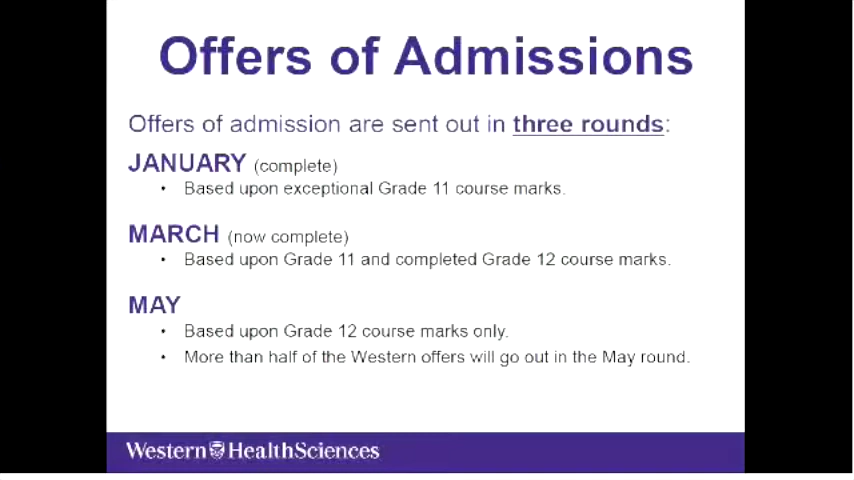 Offers of Admissions
Offers of admission are sent out in three rounds:
JANUARY (complete)
• Based upon exceptional Grade 11 course marks.
MARCH (now complete)
• Based upon Grade 11 and completed Grade 12 course marks.
MAY
• Based upon Grade 12 course marks only.
• More than half of the Western offers will go out in the May round.
Western HealthSciences